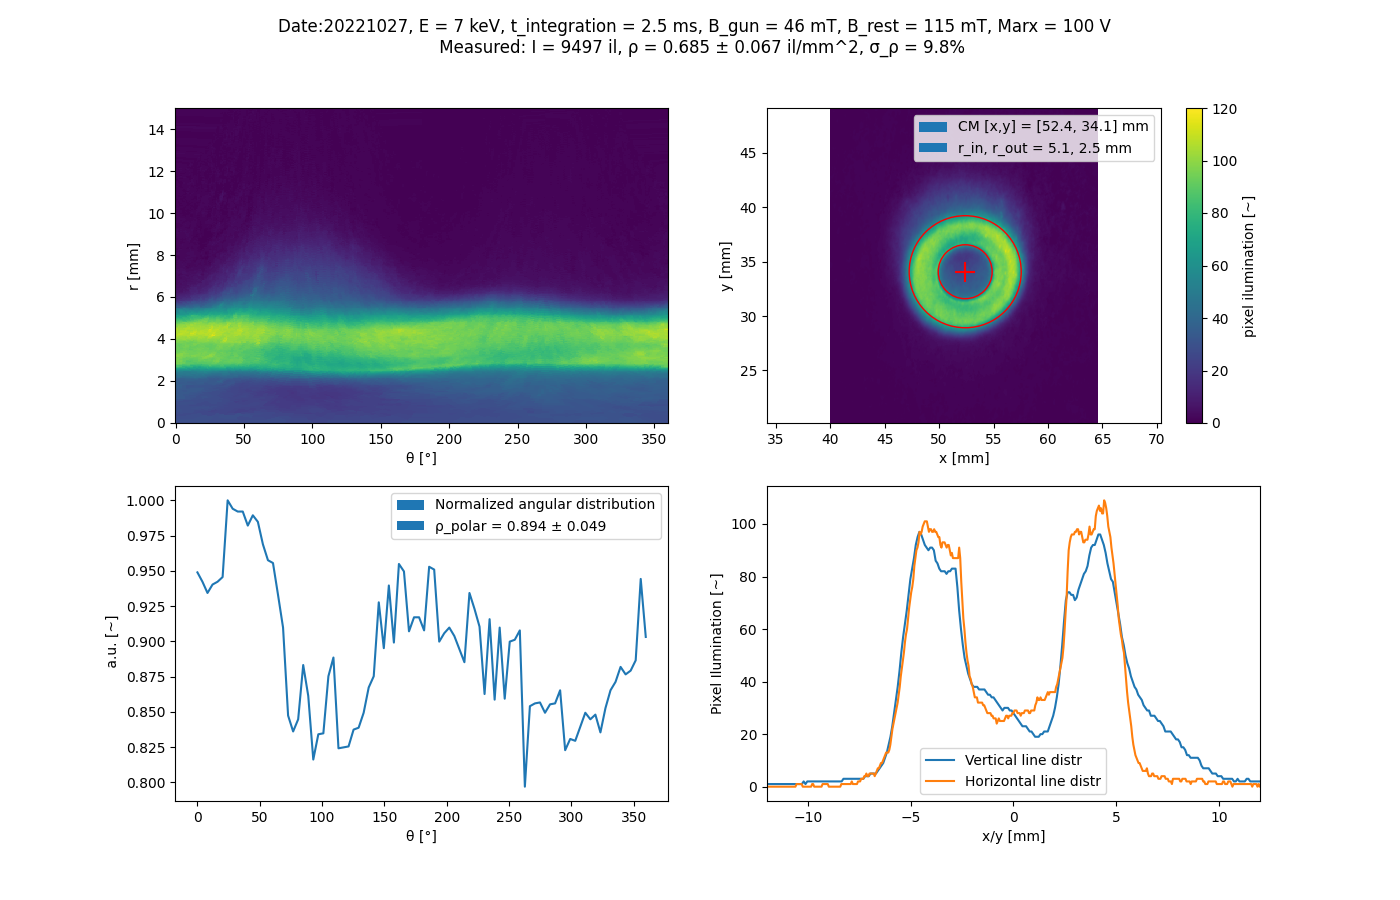 Date:20221027, E = 7 keV, t_integration = 2.5 ms, B_gun = 46 mT, B_rest = 115 mT, Marx = 100 V
Measured: I = 9497 il, ρ = 0.685 ± 0.067 il/mm^2, σ_ρ = 9.8%
14
12
10
8
6
4
2
0
r [mm]
0 50 100 150 200 250 300 350
θ [°]
CM [x,y] = [52.4, 34.1] mm
r_in, r_out = 5.1, 2.5 mm
45
40
35
30
25
y [mm]
35 40 45 50 55 60 65 70
x [mm]
120
100
80
60
40
20
0
pixel ilumination [~]
Normalized angular distribution
ρ_polar = 0.894 ± 0.049
1.000
0.975
0.950
0.925
0.900
0.875
0.850
0.825
0.800
a.u. [~]
0 50 100 150 200 250 300 350
θ [°]
100
80
60
40
20
0
Pixel Ilumination [~]
Vertical line distr
Horizontal line distr
−10 −5 0 5 10
x/y [mm]